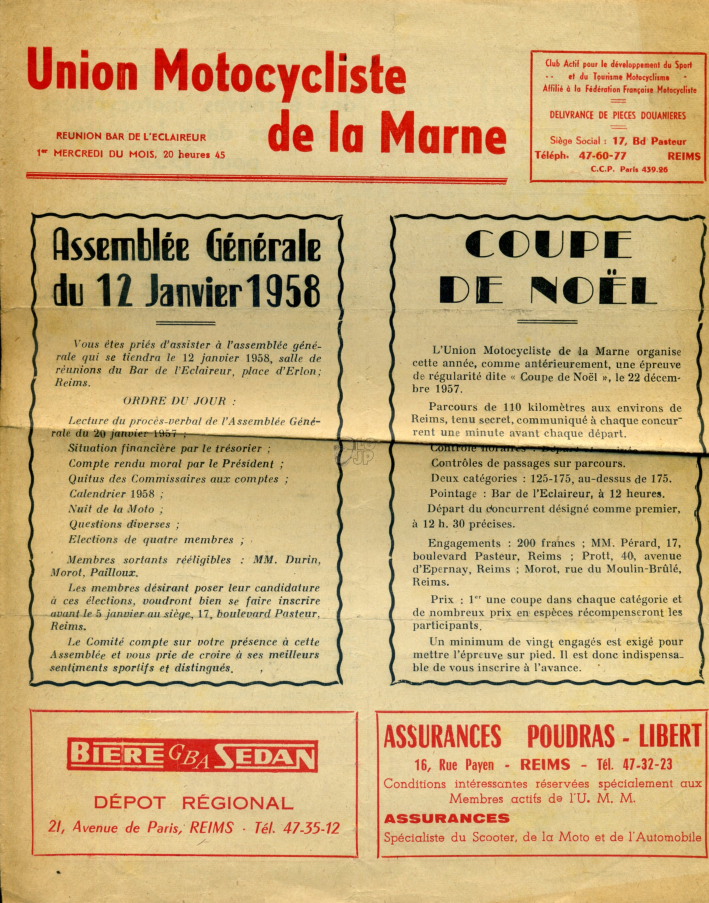 Union Motocycliste
de la Marne
REUNION BAR DE L'ECLAIREUR
1er MERCREDI DU MOIS, 20 heures 45
Club Actif pour le développement du Sport
et du Tourisme Motocyclisme
Affilié à la Fédération Française Motocycliste
DELIVRANCE DE PIECES DOUANIERES
Siège Social : 17, Bd Pasteur
Téléph. 47-60-77 REIMS
C.C.P. Paris 439.26
Assemblée Générale
du 12 Janvier 1958
Vous êtes priés d'assister à l'assemblée géné-
rale qui se tiendra le 12 janvier 1958, salle de
réunions du Bar de l'Eclaireur, place d'Erlon,
Reims.
ORDRE DU JOUR :
Lecture du procès-verbal de l'Assemblée Géné-
rale du 20 janvier 1957 ;
Situation financière par le trésorier ;
Compte rendu moral par le Président ;
Quitus des Commissaires aux comptes ;
Calendrier 1958 ;
Nuit de la Moto ;
Questions diverses ;
Elections de quatre membres ;
Membres sortants rééligibles : MM. Durin,
Morot, Pailloux.
Les membres désirant poser leur candidature
à ces élections, voudront bien se faire inscrire
avant le 5 janvier au siège, 17, boulevard Pasteur,
Reims.
Le Comité compte sur votre présence à cette
Assemblée et vous prie de croire à ses meilleurs
sentiments sportifs et distingués.
COUPE
DE NOËL
L'Union Motocycliste de la Marne organise
cette année, comme antérieurement, une épreuve
de régularité dite « Coupe de Noël », le 22 décem-
bre 1957.
Parcours de 110 kilomètres aux environs de
Reims, tenu secret, communiqué à chaque concur-
rent une minute avant chaque départ.
Contrôle horaires
Contrôles de passages sur parcours.
Deux catégories : 125-175, au-dessus de 175.
Pointage : Bar de l'Eclaireur, à 12 heures.
Départ du concurrent désigné comme premier,
à 12 h. 30 précises.
Engagements : 200 francs ; MM. Pérard, 17,
boulevard Pasteur, Reims ; Prott, 40, avenue
d'Epernay, Reims ; Morot, rue du Moulin-Brûlé,
Reims.
Prix : 1er une coupe dans chaque catégorie et
de nombreux prix en espèces récompenseront les
participants.
Un minimum de vingt engagés est exigé pour
mettre l'épreuve sur pied. Il est donc indispensa-
ble de vous inscrire à l'avance.
BIERE GBA SEDAN
DÉPOT RÉGIONAL
21, Avenue de Paris, REIMS - Tél. 47-35-12
ASSURANCES POUDRAS - LIBERT
16, Rue Payen - REIMS - Tél. 47-32-23
Conditions intéressantes réservées spécialement aux
Membres actifs de l'U. M. M.
ASSURANCES
Spécialiste du Scooter, de la Moto et de l'Automobile